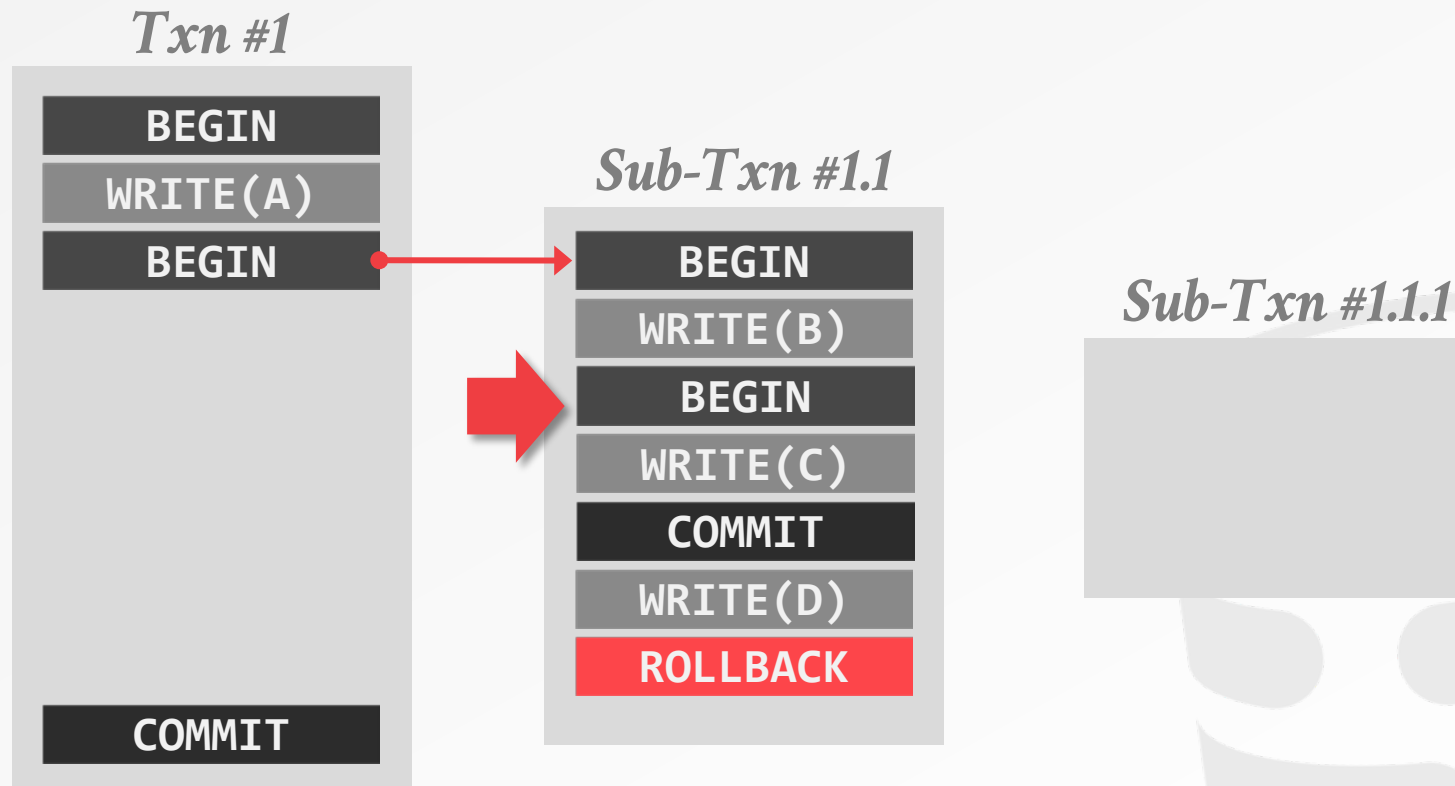 Txn #1
BEGIN
WRITE(A)
BEGIN
COMMIT
Sub-Txn #1.1
BEGIN
WRITE(B)
BEGIN
WRITE(C)
COMMIT
WRITE(D)
ROLLBACK
Sub-Txn #1.1.1